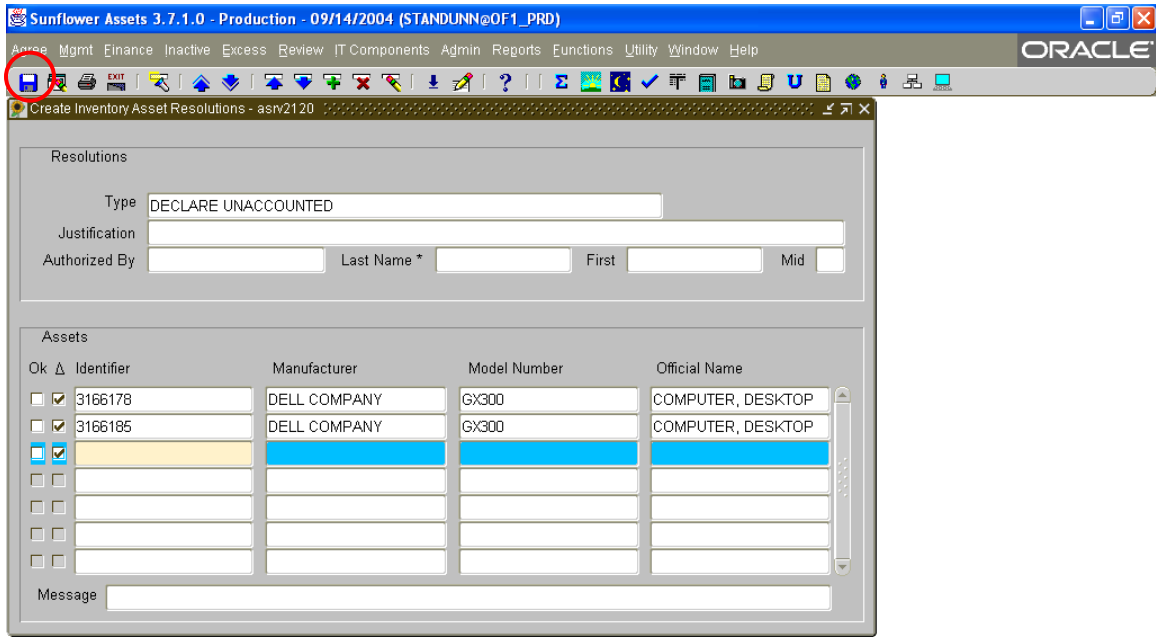 Sunflower Assets 3.7.1.0 - Production - 09/14/2004 (STANDUNN@OF1_PRD)
Agree Mgmt Finance Inactive Excess Review IT Components Admin Reports Functions Utility Window Help ORACLE
EXIT
Create Inventory Asset Resolutions - asrv2120
Resolutions
Type DECLARE UNACCOUNTED
Justification
Authorized By Last Name * First Mid
Assets
Ok Δ Identifier Manufacturer Model Number Official Name
3166178 DELL COMPANY GX300 COMPUTER, DESKTOP
3166185 DELL COMPANY GX300 COMPUTER, DESKTOP
Message